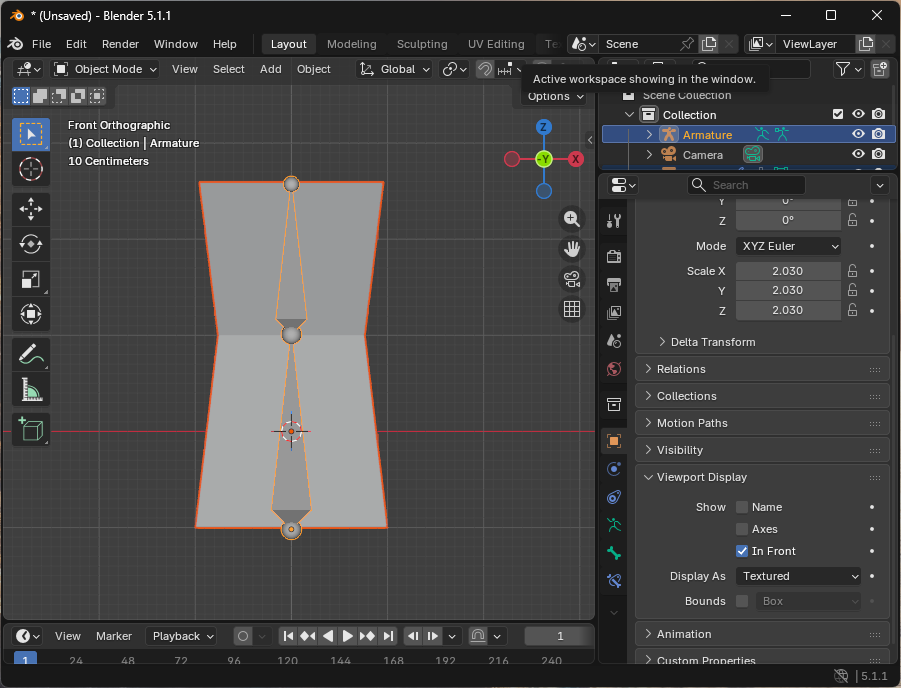 * (Unsaved) - Blender 5.1.1
File Edit Render Window Help Layout Modeling Sculpting UV Editing Scene ViewLayer
Object Mode View Select Add Object Global
Active workspace showing in the window.
Options
Scene Collection
Collection
Armature
Camera
Front Orthographic
(1) Collection | Armature
10 Centimeters
Z
-Y
X
Search
Y 0°
Z 0°
Mode XYZ Euler
Scale X 2.030
Y 2.030
Z 2.030
Delta Transform
Relations
Collections
Motion Paths
Visibility
Viewport Display
Show Name
Axes
In Front
Display As Textured
Bounds Box
Animation
Custom Properties
View Marker Playback 1
1 24 48 72 96 120 144 168 192 216 240
5.1.1